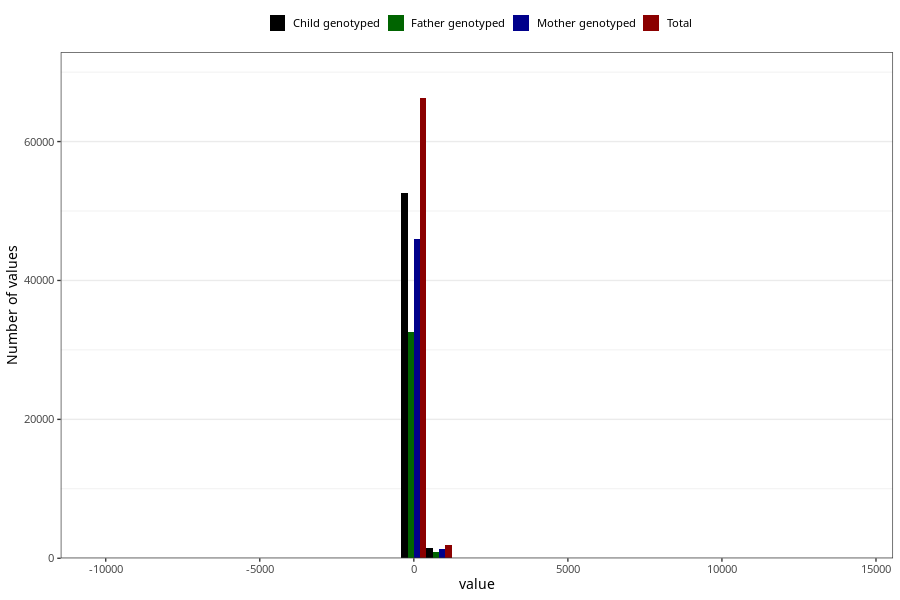 Child genotyped Father genotyped Mother genotyped Total
60000
40000
20000
0
Number of values
-10000 -5000 0 5000 10000 15000
value